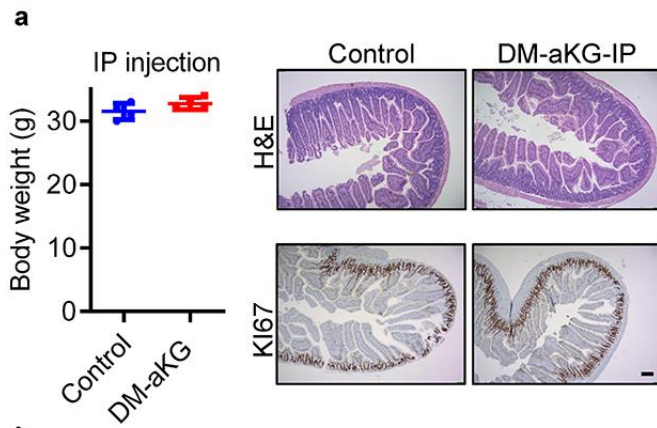 a
IP injection
Body weight (g)
30
20
10
0
Control
DM-aKG
Control
DM-aKG-IP
H&E
KI67